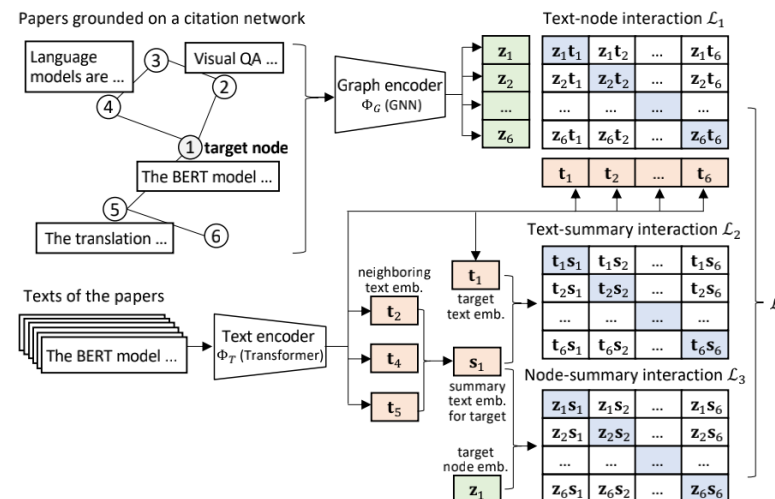 Papers grounded on a citation network
Language
models are ...
3
Visual QA ...
2
4
1 target node
The BERT model ...
5
The translation ...
6
Graph encoder
Φ_G (GNN)
z₁
z₂
...
z₆
Text-node interaction ℒ₁
z₁t₁ z₁t₂ ... z₁t₆
z₂t₁ z₂t₂ ... z₂t₆
... ... ... ...
z₆t₁ z₆t₂ ... z₆t₆
t₁ t₂ ... t₆
Texts of the papers
The BERT model ...
Text encoder
Φ_T (Transformer)
neighboring
text emb.
t₂
t₄
t₅
t₁
target
text emb.
s₁
summary
text emb.
for target
target
node emb.
z₁
Text-summary interaction ℒ₂
t₁s₁ t₁s₂ ... t₁s₆
t₂s₁ t₂s₂ ... t₂s₆
... ... ... ...
t₆s₁ t₆s₂ ... t₆s₆
Node-summary interaction ℒ₃
z₁s₁ z₁s₂ ... z₁s₆
z₂s₁ z₂s₂ ... z₂s₆
... ... ... ...
z₆s₁ z₆s₂ ... z₆s₆